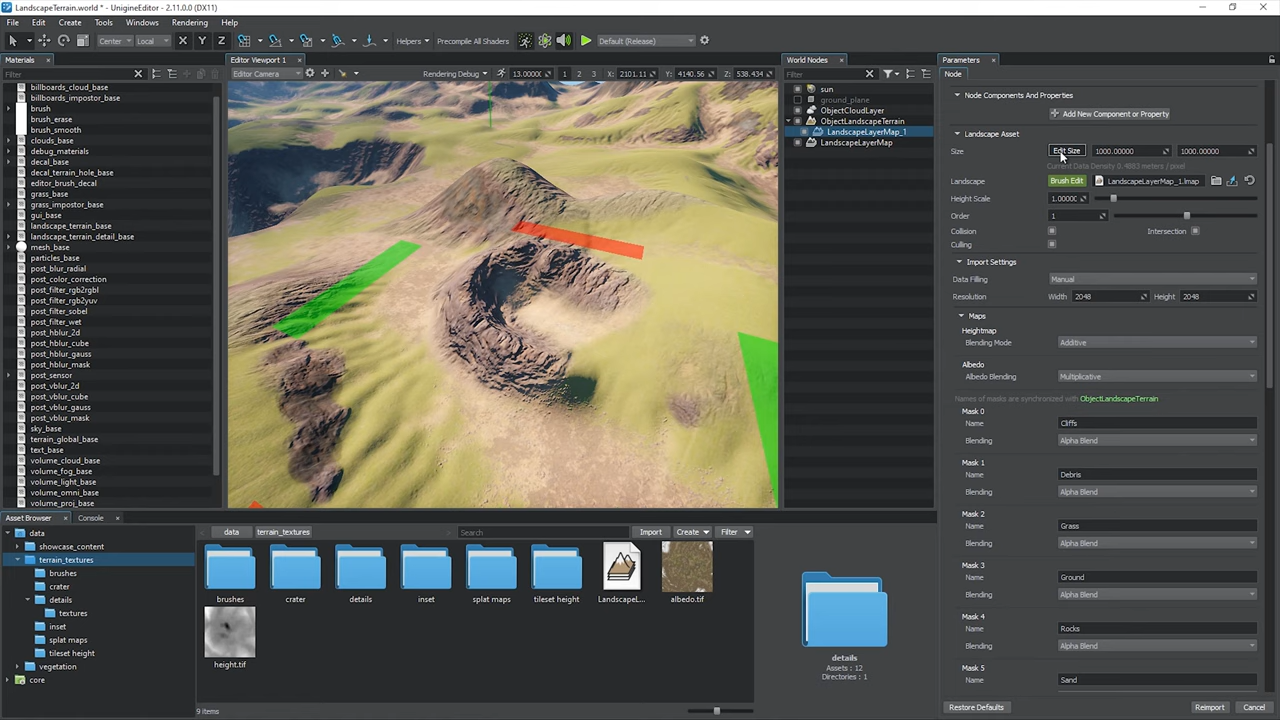 LandscapeTerrain.world * - UnigineEditor - 2.11.0.0 (DX11)
File Edit Create Tools Windows Rendering Help
Center Local X Y Z Helpers Precompile All Shaders Default (Release)
Materials
Filter
billboards_cloud_base
billboards_impostor_base
brush
brush_erase
brush_smooth
clouds_base
debug_materials
decal_base
decal_terrain_hole_base
editor_brush_decal
grass_base
grass_impostor_base
gui_base
landscape_terrain_base
landscape_terrain_detail_base
mesh_base
particles_base
post_blur_radial
post_color_correction
post_filter_rgb2rgbl
post_filter_rgb2yuv
post_filter_sobel
post_filter_wet
post_hblur_2d
post_hblur_cube
post_hblur_gauss
post_hblur_mask
post_sensor
post_vblur_2d
post_vblur_cube
post_vblur_gauss
post_vblur_mask
sky_base
terrain_global_base
text_base
volume_cloud_base
volume_fog_base
volume_light_base
volume_omni_base
volume_proj_base
Editor Viewport 1
Editor Camera Rendering Debug 13.0000( 1 2 3 X: 2101.11 Y: 4140.56 Z: 538.434
World Nodes
Filter
sun
ground_plane
ObjectCloudLayer
ObjectLandscapeTerrain
LandscapeLayerMap_1
LandscapeLayerMap
Parameters
Node
Node Components And Properties
Add New Component or Property
Landscape Asset
Size Edit Size 1000.00000 1000.00000
Current Data Density 0.4883 meters / pixel
Landscape Brush Edit LandscapeLayerMap_1.lmap
Height Scale 1.0000(
Order 1
Collision Intersection
Culling
Import Settings
Data Filling Manual
Resolution Width 2048 Height 2048
Maps
Heightmap
Blending Mode Additive
Albedo
Albedo Blending Multiplicative
Names of masks are synchronized with ObjectLandscapeTerrain
Mask 0
Name Cliffs
Blending Alpha Blend
Mask 1
Name Debris
Blending Alpha Blend
Mask 2
Name Grass
Blending Alpha Blend
Mask 3
Name Ground
Blending Alpha Blend
Mask 4
Name Rocks
Blending Alpha Blend
Mask 5
Name Sand
Restore Defaults Reimport Cancel
Asset Browser Console
data
showcase_content
terrain_textures
brushes
crater
details
textures
inset
splat maps
tileset height
vegetation
core
data terrain_textures Search Import Create Filter
brushes crater details inset splat maps tileset height LandscapeL... albedo.tif
height.tif
9 items
details
Assets : 12
Directories : 1